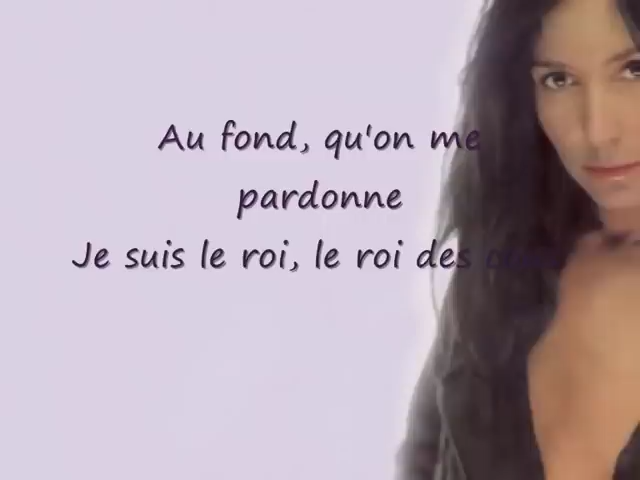 Au fond, qu'on me
pardonne
Je suis le roi, le roi des